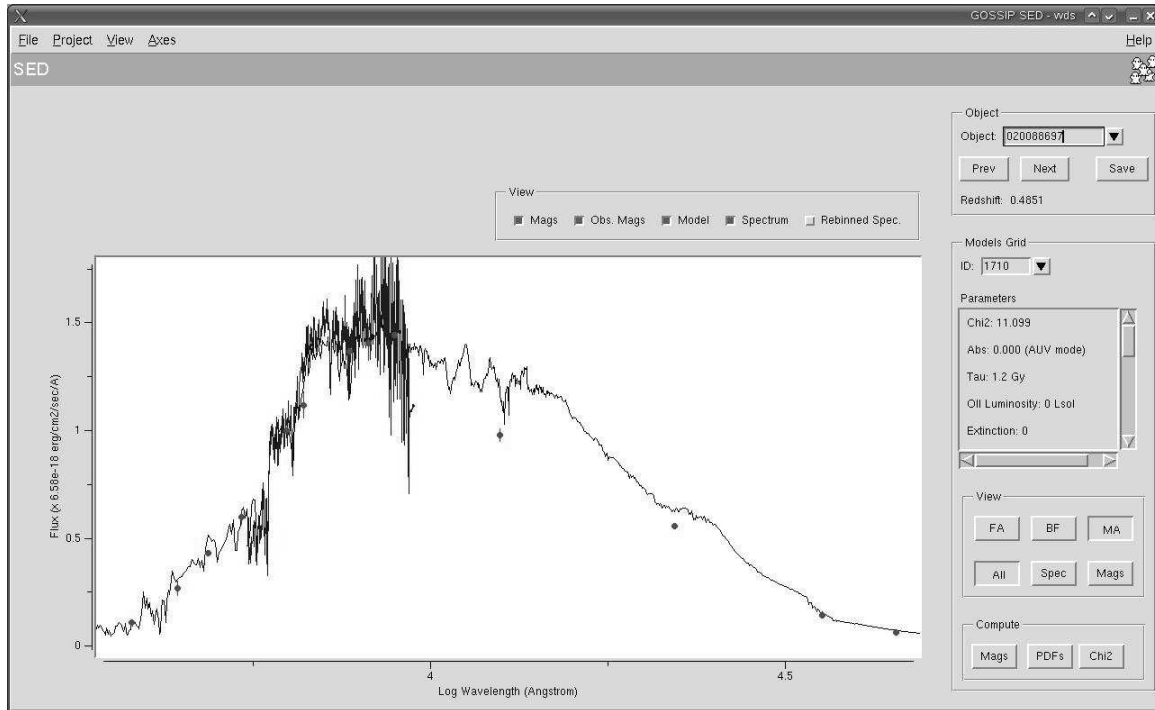 GOSSIP SED - wds
File Project View Axes Help
SED
Object
Object: 020088697
Prev Next Save
Redshift: 0.4851
View
Mags Obs. Mags Model Spectrum Rebinned Spec.
Models Grid
ID: 1710
Parameters
Chi2: 11.099
Abs: 0.000 (AUV mode)
Tau: 1.2 Gy
OII Luminosity: 0 Lsol
Extinction: 0
View
FA BF MA
All Spec Mags
Compute
Mags PDFs Chi2
Flux (x 6.58e-18 erg/cm2/sec/A)
1.5
1
0.5
0
4 4.5
Log Wavelength (Angstrom)